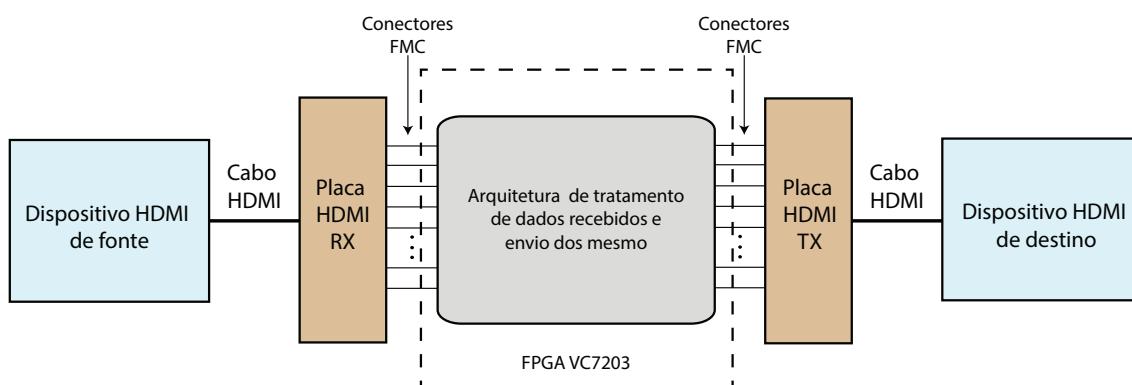 Conectores
FMC
Conectores
FMC
Dispositivo HDMI
de fonte
Cabo
HDMI
Placa
HDMI
RX
Arquitetura de tratamento
de dados recebidos e
envio dos mesmo
Placa
HDMI
TX
Cabo
HDMI
Dispositivo HDMI
de destino
FPGA VC7203